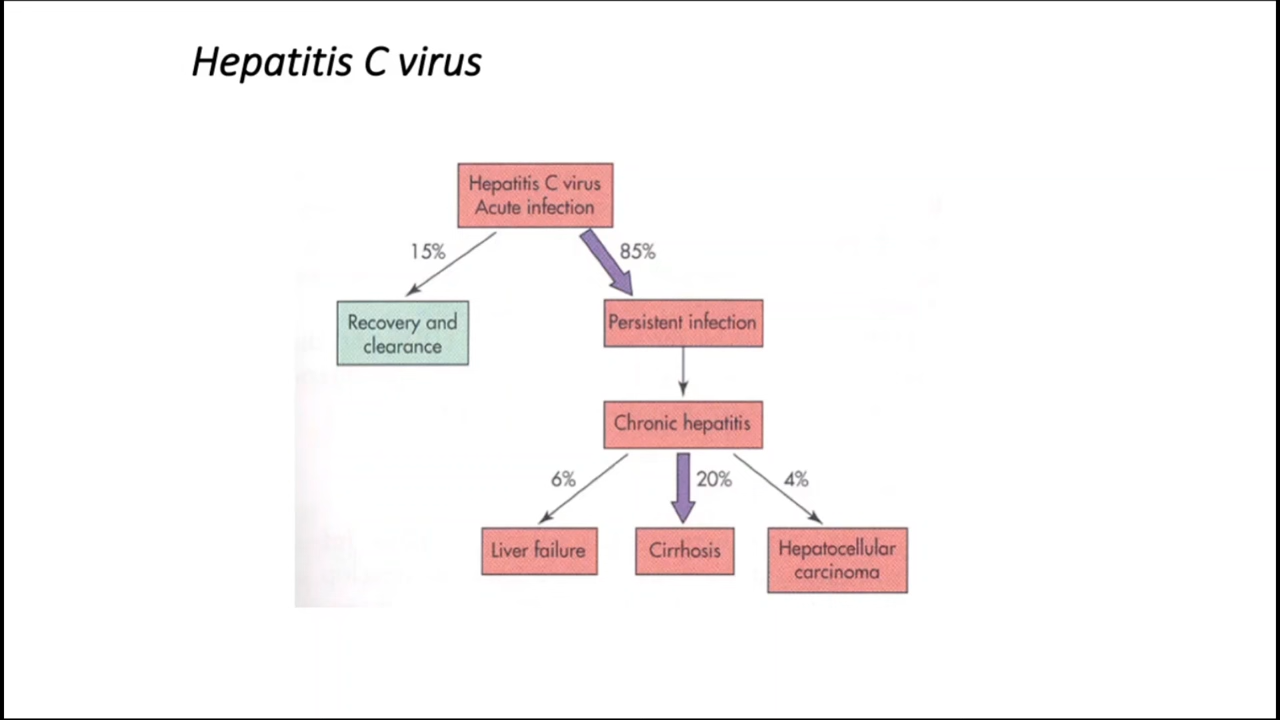 Hepatitis C virus
Hepatitis C virus
Acute infection
15%
85%
Recovery and
clearance
Persistent infection
Chronic hepatitis
6%
20%
4%
Liver failure
Cirrhosis
Hepatocellular
carcinoma